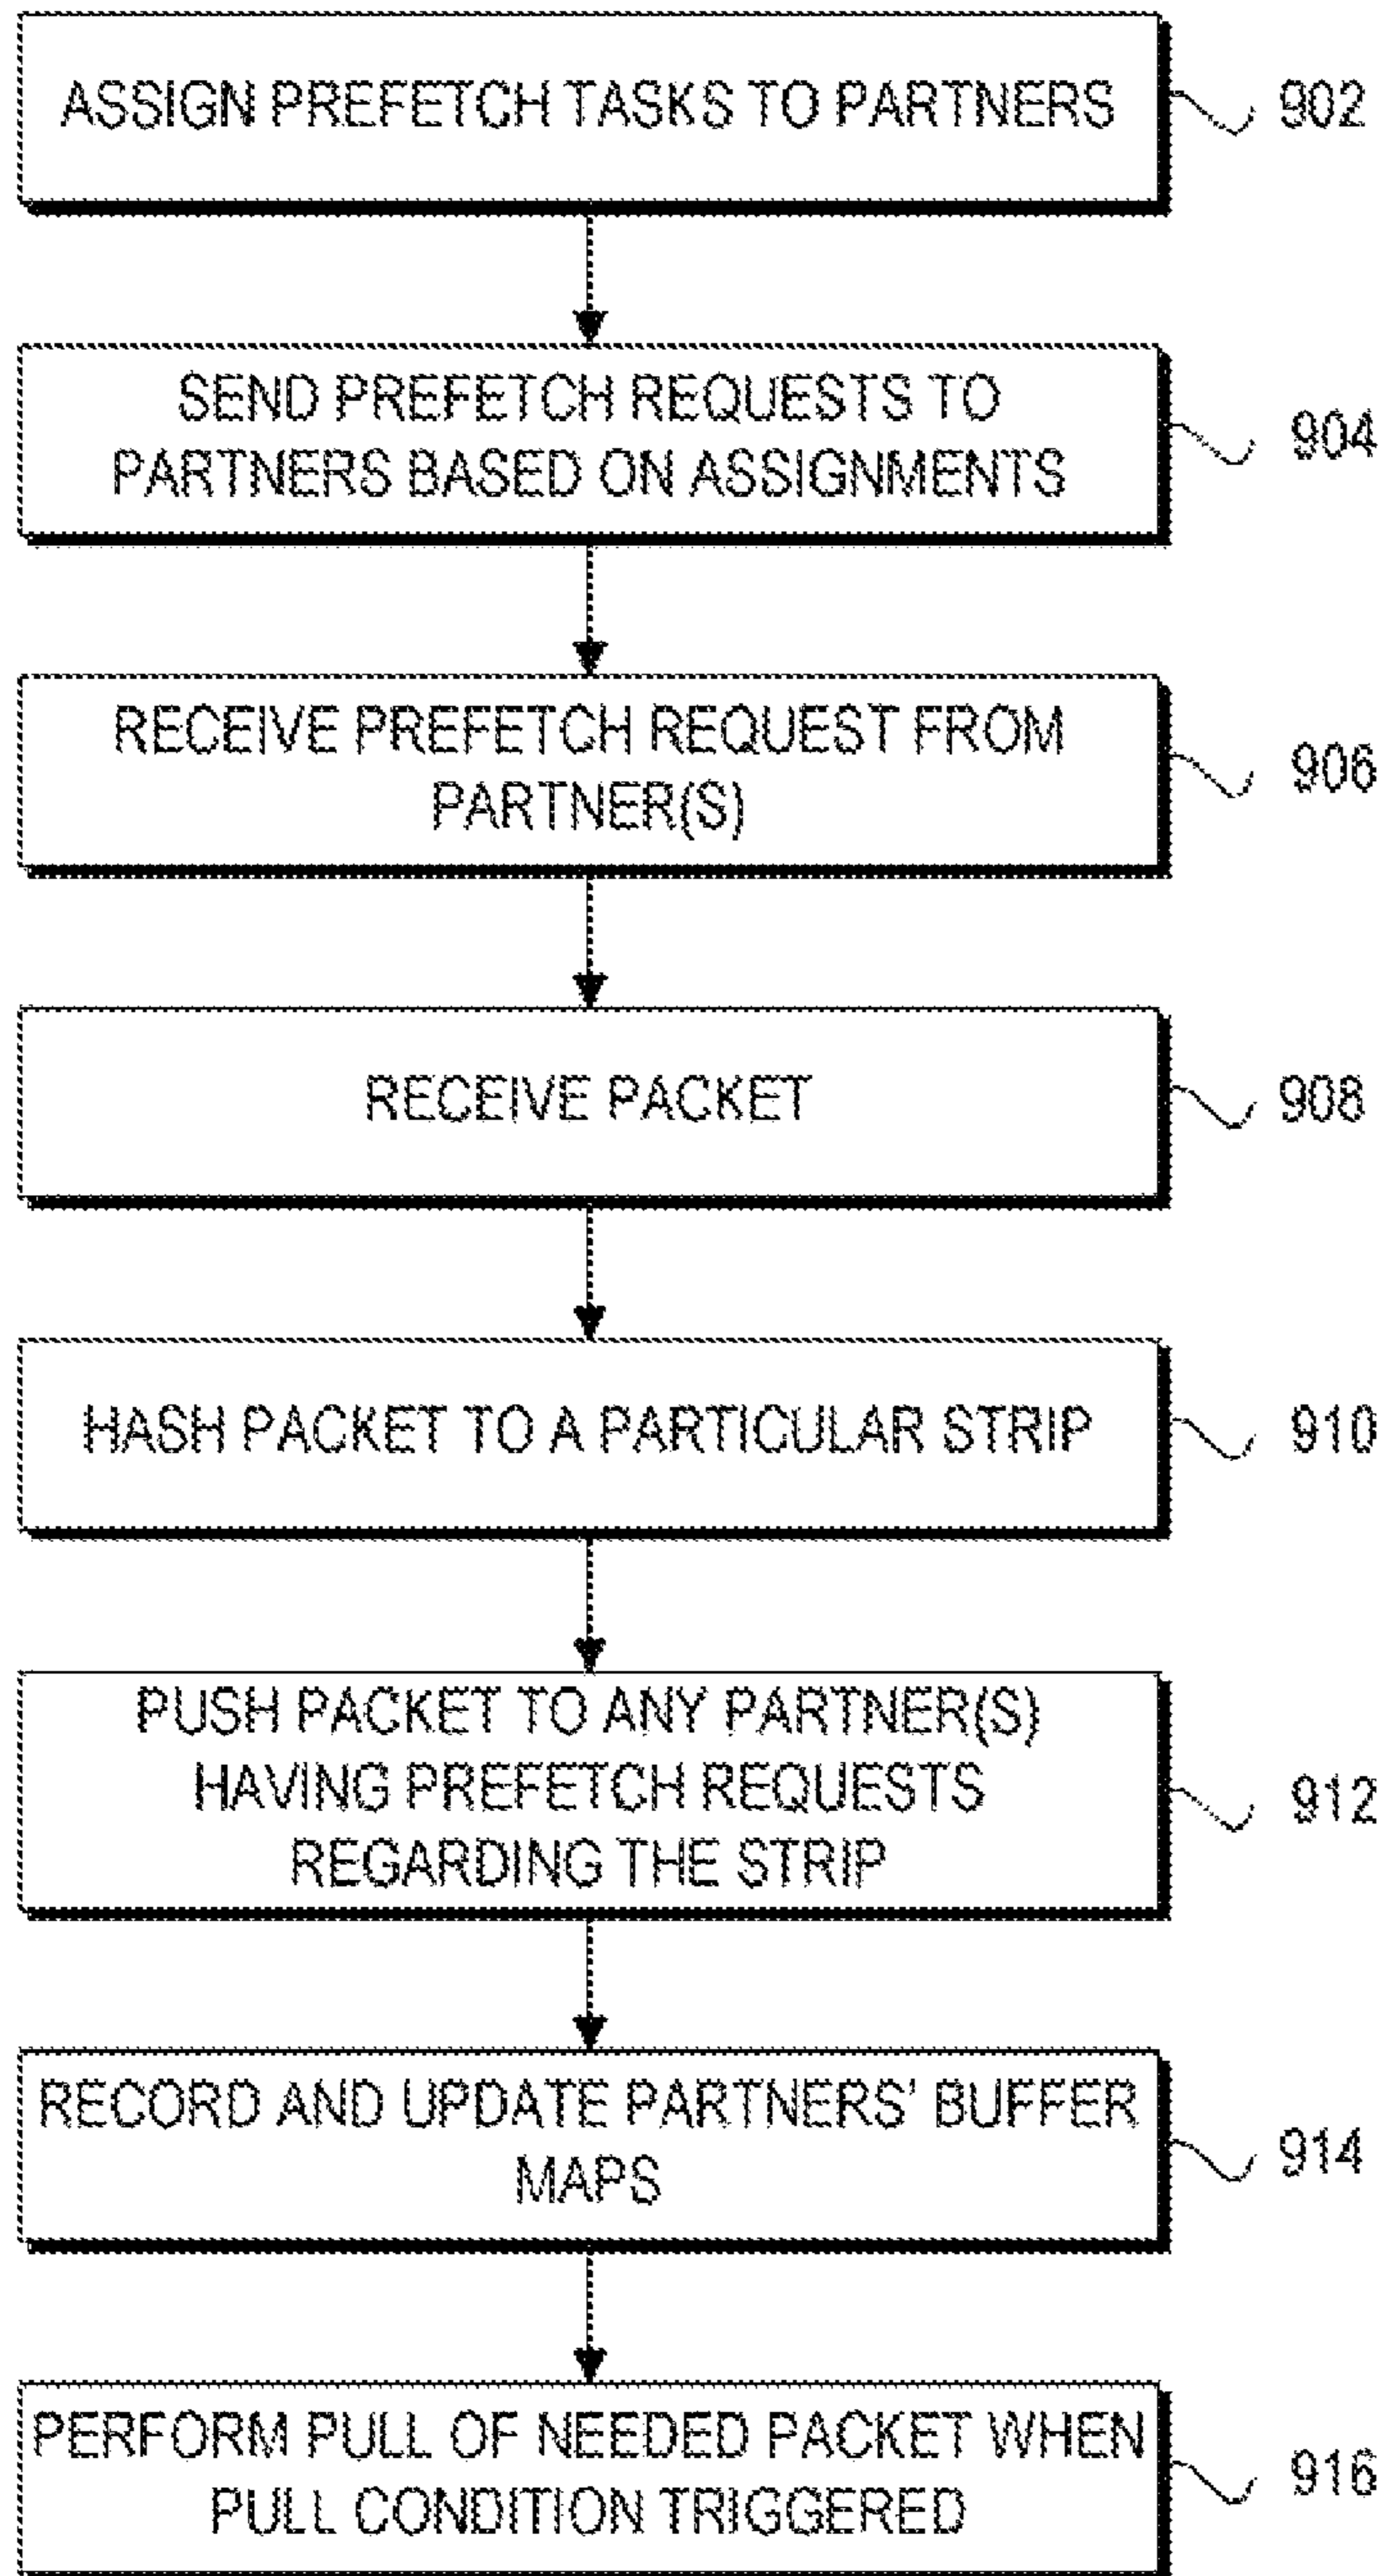 ASSIGN PREFETCH TASKS TO PARTNERS
902
SEND PREFETCH REQUESTS TO
PARTNERS BASED ON ASSIGNMENTS
904
RECEIVE PREFETCH REQUEST FROM
PARTNER(S)
906
RECEIVE PACKET
908
HASH PACKET TO A PARTICULAR STRIP
910
PUSH PACKET TO ANY PARTNER(S)
HAVING PREFETCH REQUESTS
REGARDING THE STRIP
912
RECORD AND UPDATE PARTNERS' BUFFER
MAPS
914
PERFORM PULL OF NEEDED PACKET WHEN
PULL CONDITION TRIGGERED
916